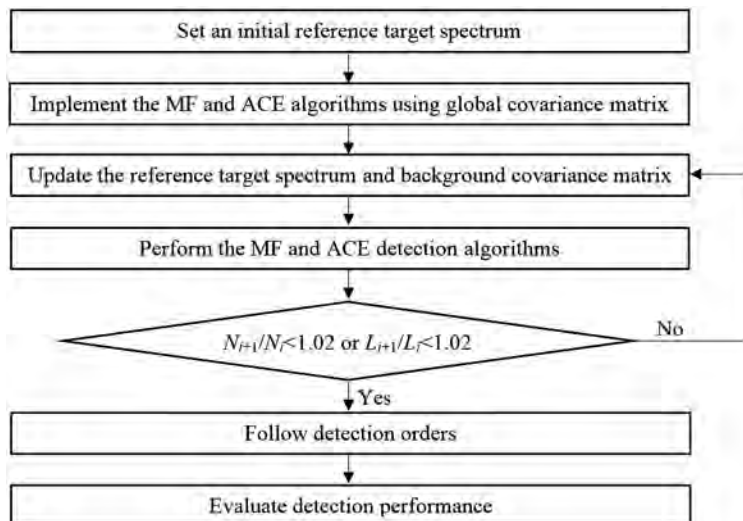 Set an initial reference target spectrum
Implement the MF and ACE algorithms using global covariance matrix
Update the reference target spectrum and background covariance matrix
Perform the MF and ACE detection algorithms
Nᵢ₊₁/Nᵢ<1.02 or Lᵢ₊₁/Lᵢ<1.02
No
Yes
Follow detection orders
Evaluate detection performance